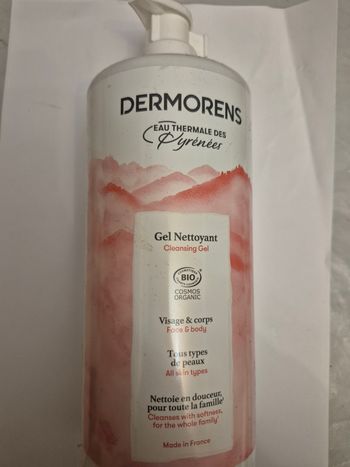 DERMORENS
EAU THERMALE DES
Pyrénées
Gel Nettoyant
Cleansing Gel
BIO
COSMOS
ORGANIC
Visage & corps
Face & body
Tous types
de peaux
All skin types
Nettoie en douceur,
pour toute la famille*
Cleanses with softness,
for the whole family*
Made in France